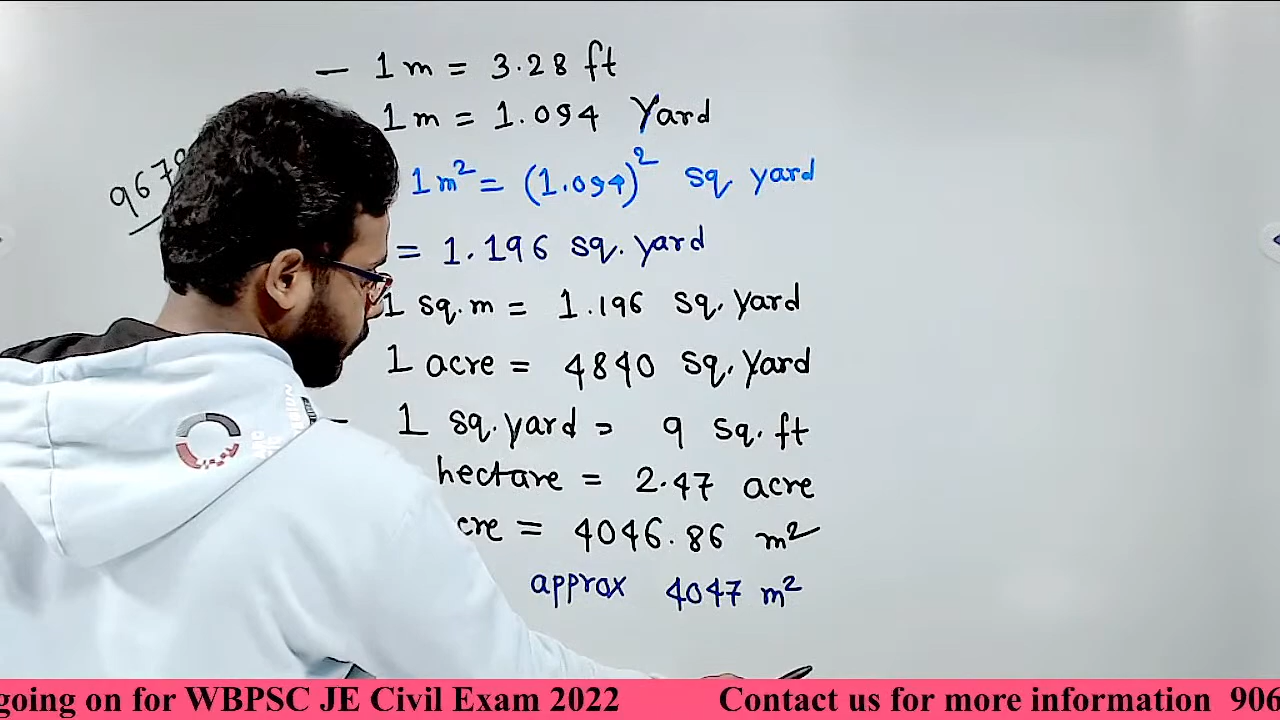 – 1 m = 3.28 ft
1 m = 1.094 Yard
967
1 m² = (1.094)² sq yard
= 1.196 sq. yard
1 sq. m = 1.196 sq. Yard
1 acre = 4840 sq. Yard
– 1 sq. yard = 9 sq. ft
hectare = 2.47 acre
cre = 4046.86 m²
approx 4047 m²
going on for WBPSC JE Civil Exam 2022 Contact us for more information 906